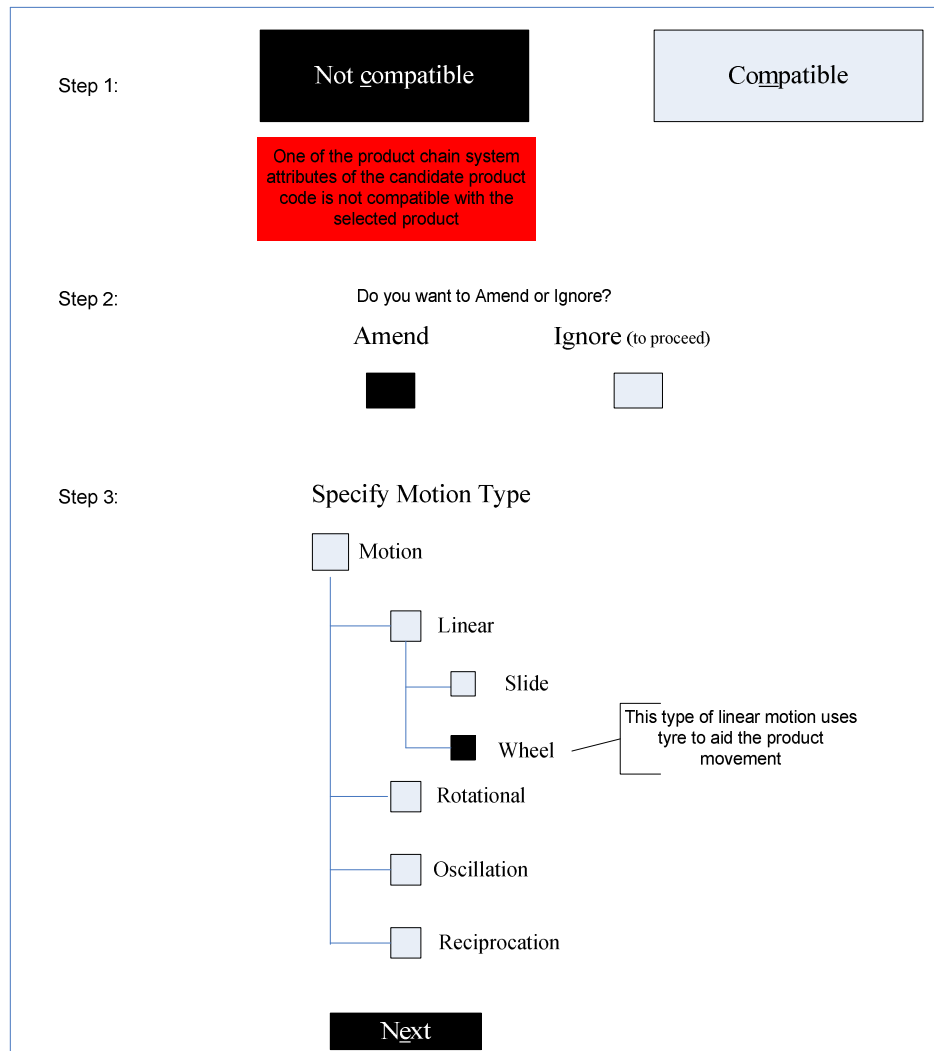 Step 1:
Not compatible
Compatible
One of the product chain system
attributes of the candidate product
code is not compatible with the
selected product
Step 2:
Do you want to Amend or Ignore?
Amend
Ignore (to proceed)
Step 3:
Specify Motion Type
Motion
Linear
Slide
Wheel
This type of linear motion uses
tyre to aid the product
movement
Rotational
Oscillation
Reciprocation
Next